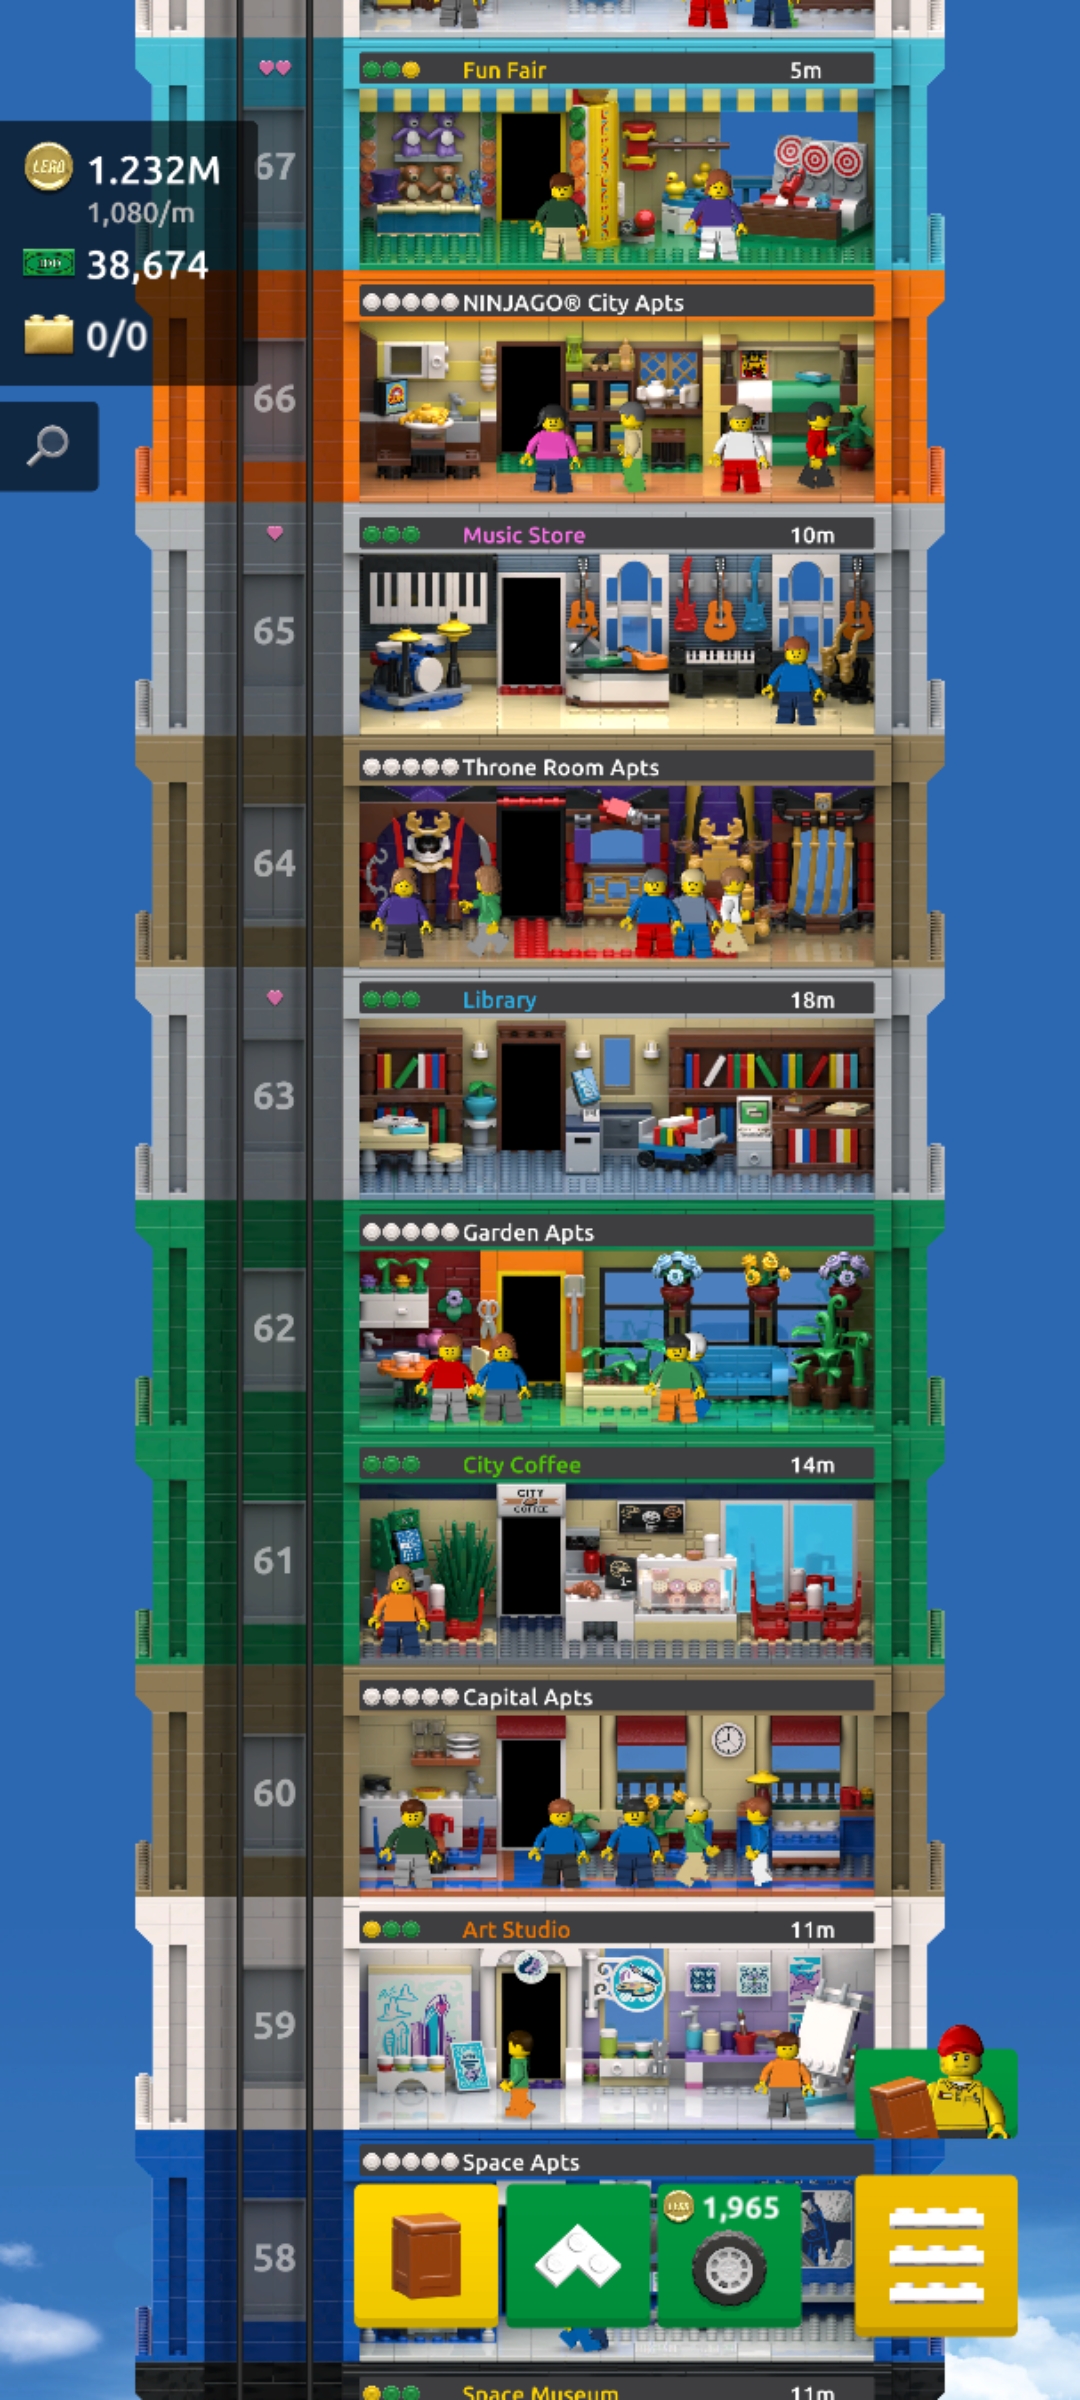 Fun Fair 5m
67
LEGO 1.232M
1,080/m
38,674
0/0
NINJAGO® City Apts
66
Music Store 10m
65
Throne Room Apts
64
Library 18m
63
Garden Apts
62
City Coffee 14m
CITY
COFFEE
61
Capital Apts
60
Art Studio 11m
59
Space Apts
1,965
58
Space Museum 11m